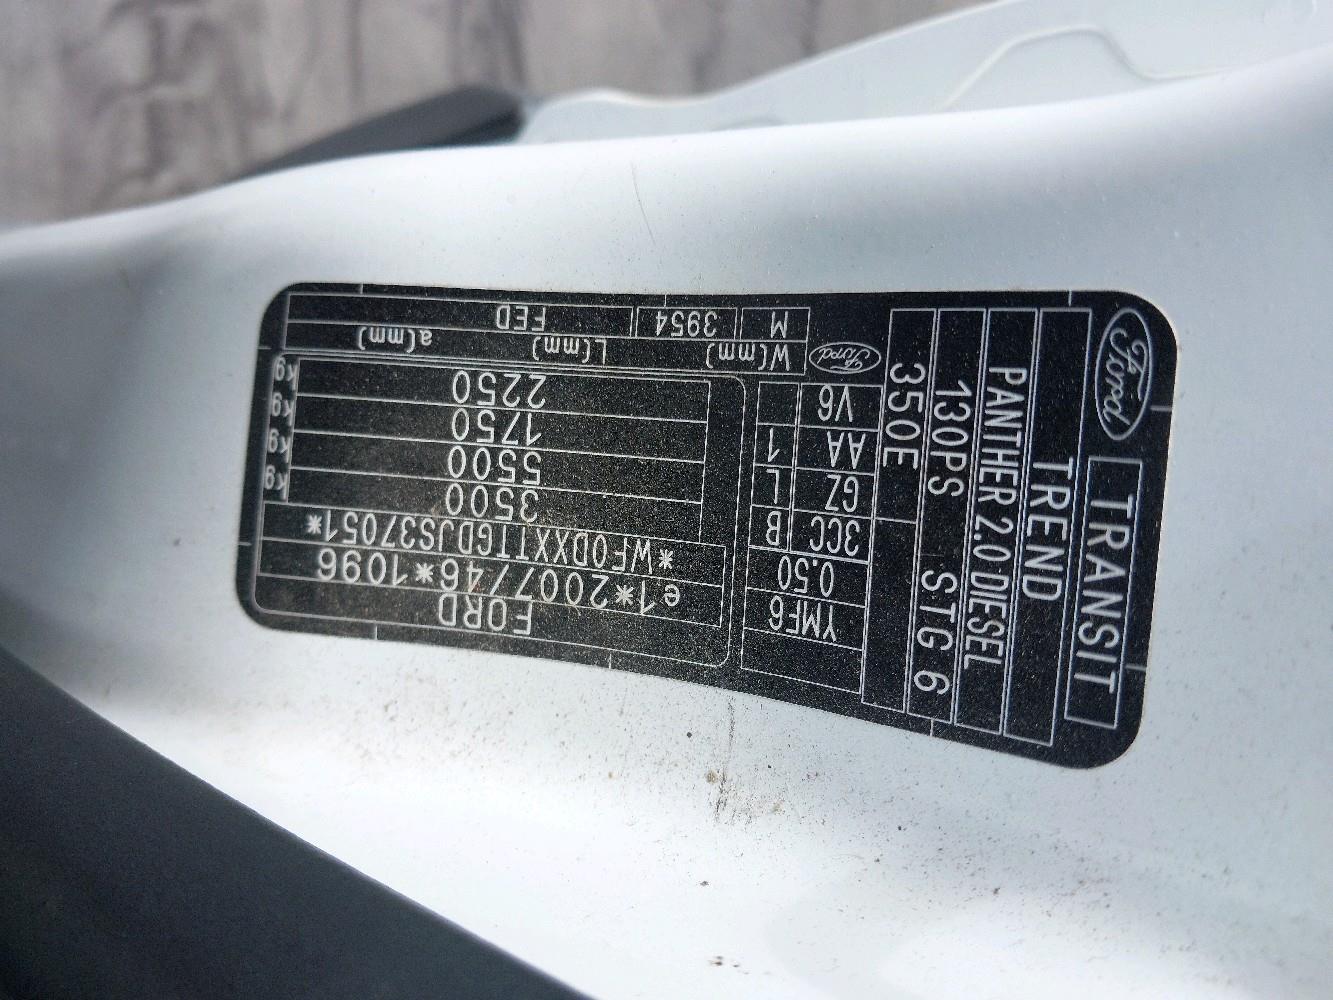 FORD
e1*2007/46*1096
*WF0DXXTTGDJS37051*
3500 kg
5500 kg
1750 kg
2250 kg
W(mm) L(mm) a(mm)
M 3954 FED
YMF6
0.50
3CC B
GZ L
AA 1
V6
Ford
Ford TRANSIT
TREND
PANTHER 2.0 DIESEL
130PS STG 6
350E